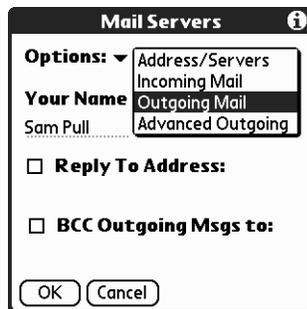 Mail Servers
Options: Address/Servers
Incoming Mail
Outgoing Mail
Advanced Outgoing
Your Name
Sam Pull
Reply To Address:
BCC Outgoing Msgs to:
OK Cancel